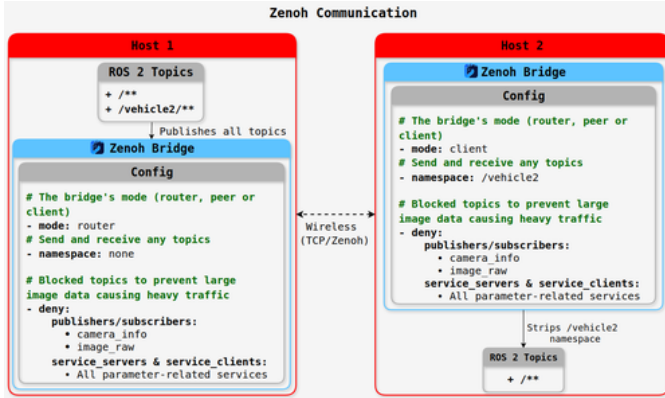 Zenoh Communication
Host 1
ROS 2 Topics
+ /**
+ /vehicle2/**
Publishes all topics
Zenoh Bridge
Config
# The bridge's mode (router, peer or
client)
- mode: router
# Send and receive any topics
- namespace: none
# Blocked topics to prevent large
image data causing heavy traffic
- deny:
publishers/subscribers:
• camera_info
• image_raw
service_servers & service_clients:
• All parameter-related services
Wireless
(TCP/Zenoh)
Host 2
Zenoh Bridge
Config
# The bridge's mode (router, peer or
client)
- mode: client
# Send and receive any topics
- namespace: /vehicle2
# Blocked topics to prevent large
image data causing heavy traffic
- deny:
publishers/subscribers:
• camera_info
• image_raw
service_servers & service_clients:
• All parameter-related services
Strips /vehicle2
namespace
ROS 2 Topics
+ /**